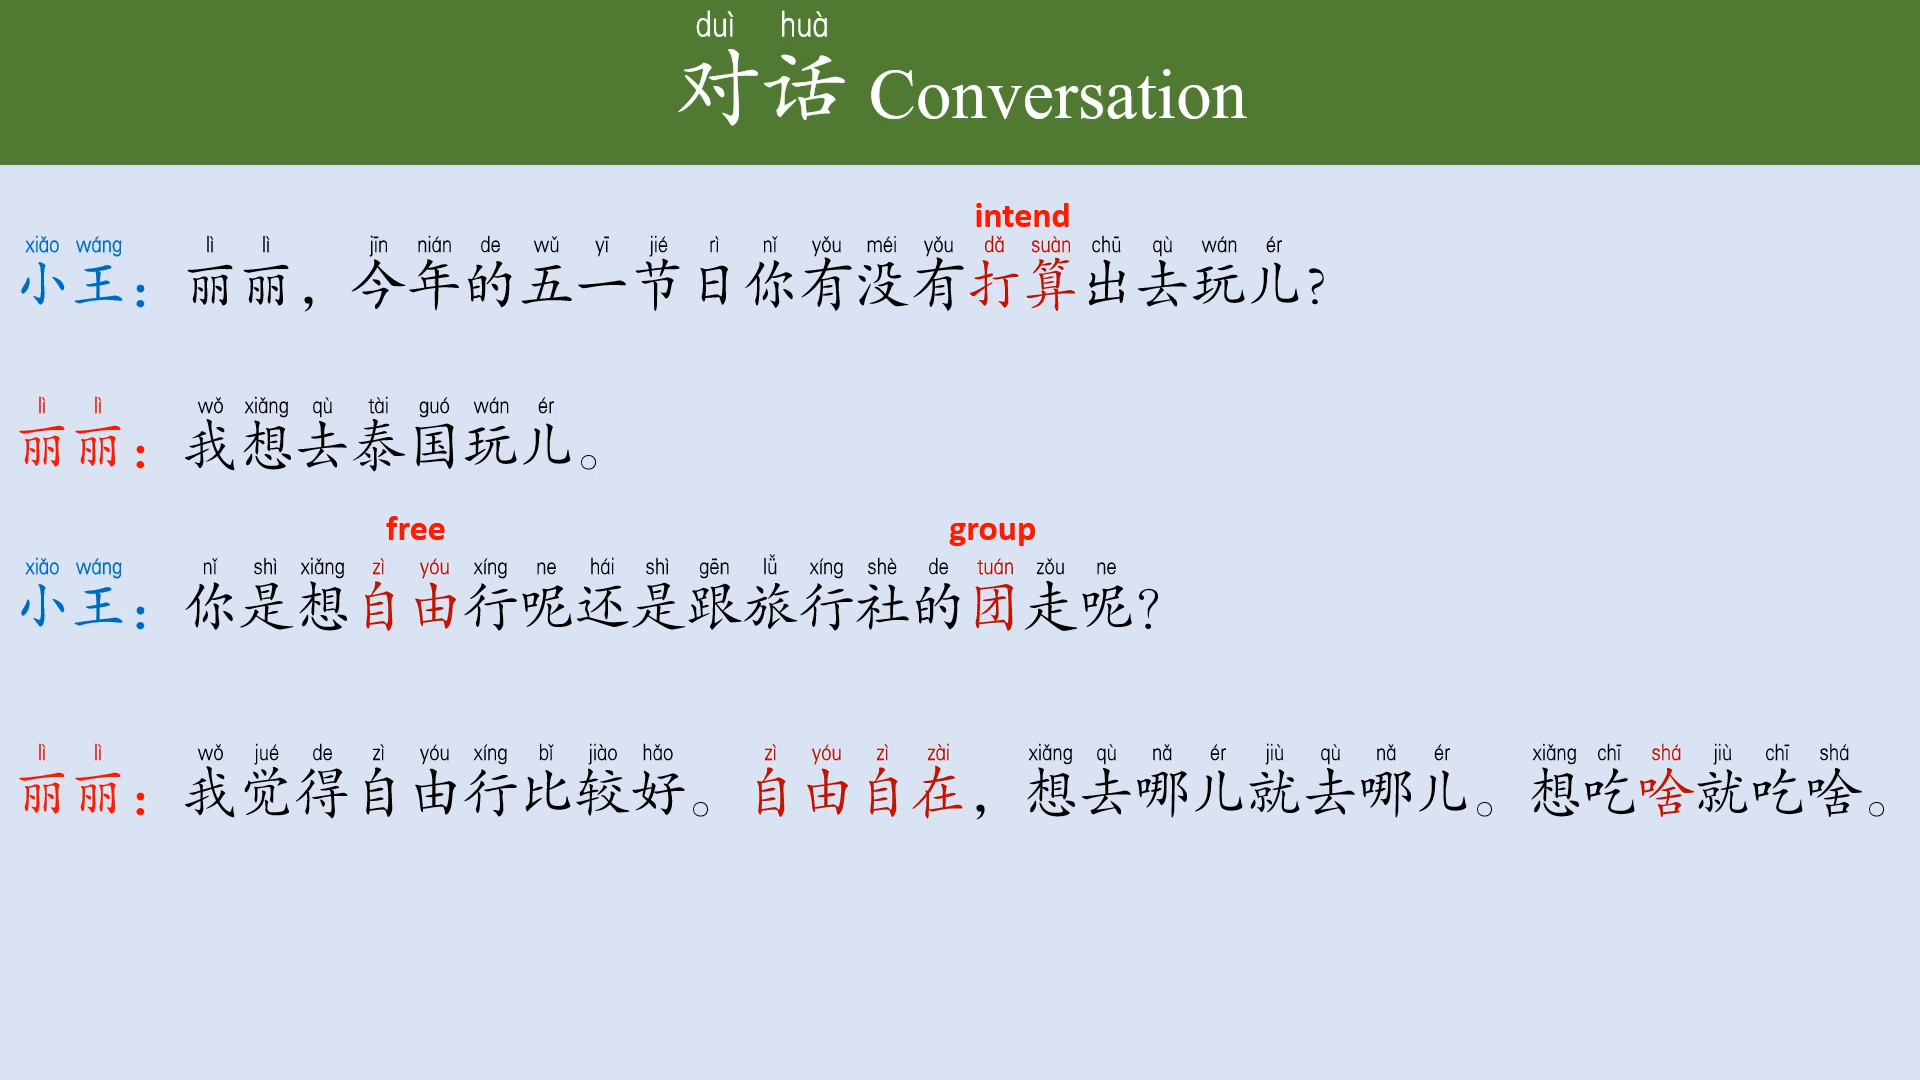 duì huà
对话 Conversation
intend
xiǎo wáng lì lì jīn nián de wǔ yī jié rì nǐ yǒu méi yǒu dǎ suàn chū qù wán ér
小王：丽丽，今年的五一节日你有没有打算出去玩儿?
lì lì wǒ xiǎng qù tài guó wán ér
丽丽：我想去泰国玩儿。
free group
xiǎo wáng nǐ shì xiǎng zì yóu xíng ne hái shì gēn lǚ xíng shè de tuán zǒu ne
小王：你是想自由行呢还是跟旅行社的团走呢?
lì lì wǒ jué de zì yóu xíng bǐ jiào hǎo zì yóu zì zài xiǎng qù nǎ ér jiù qù nǎ ér xiǎng chī shá jiù chī shá
丽丽：我觉得自由行比较好。自由自在，想去哪儿就去哪儿。想吃啥就吃啥。